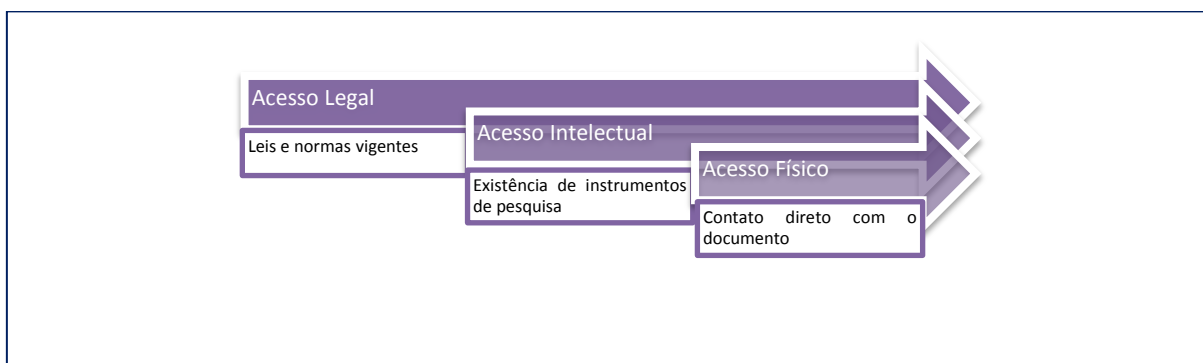 Acesso Legal
Leis e normas vigentes
Acesso Intelectual
Existência de instrumentos
de pesquisa
Acesso Físico
Contato direto com o
documento